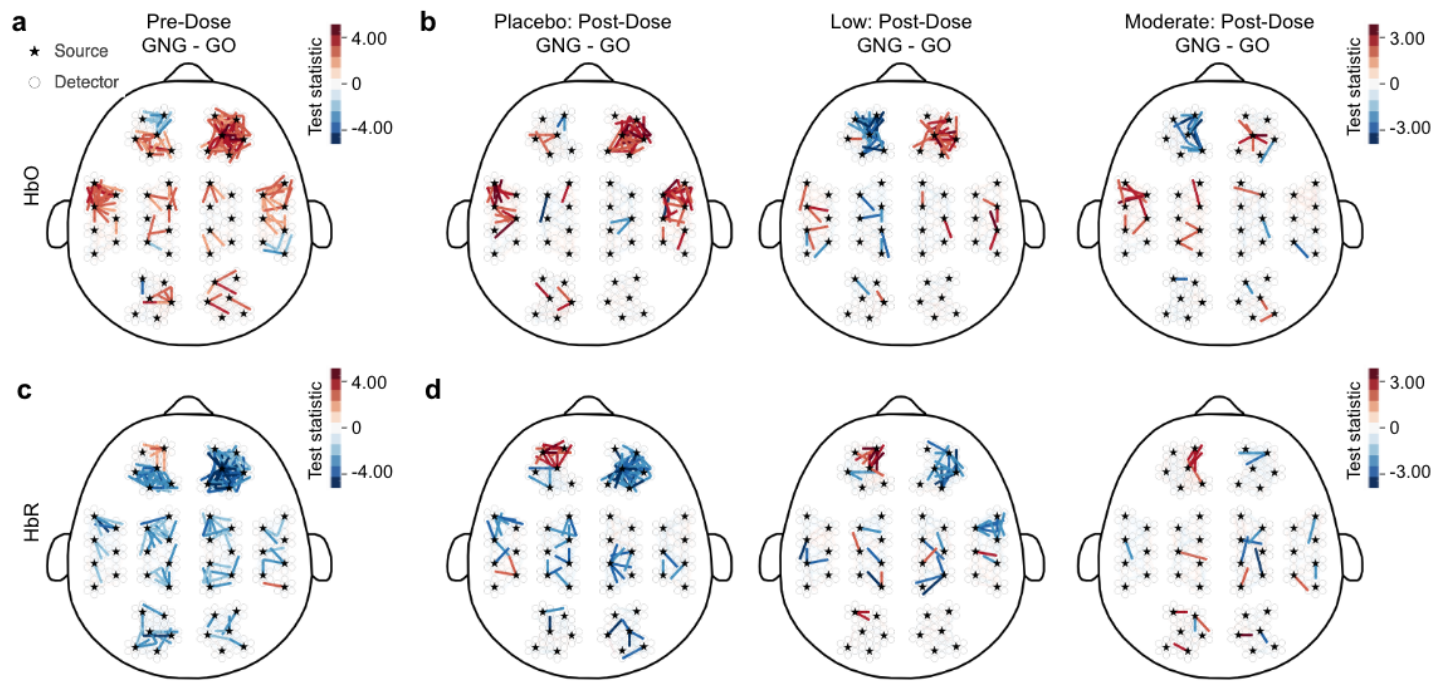 a
Pre-Dose
GNG - GO
Source
Detector
Test statistic
4.00
0
-4.00
b
Placebo: Post-Dose
GNG - GO
Low: Post-Dose
GNG - GO
Moderate: Post-Dose
GNG - GO
Test statistic
3.00
0
-3.00
HbO
c
Test statistic
4.00
0
-4.00
d
Test statistic
3.00
0
-3.00
HbR